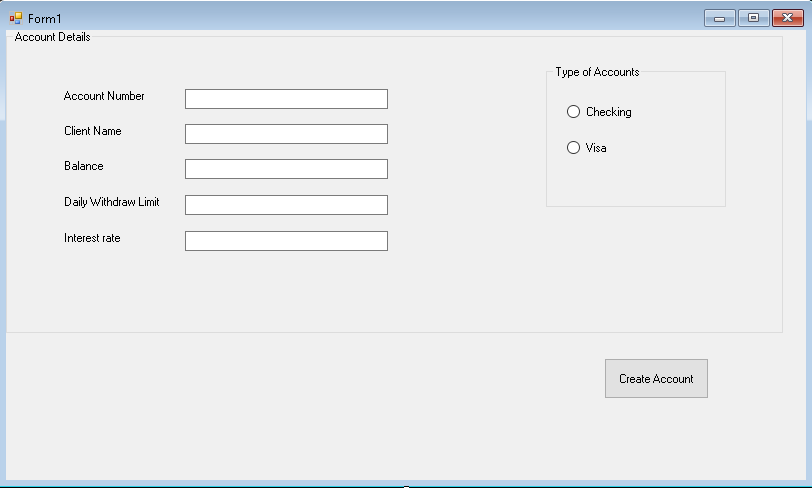 Form1
Account Details
Account Number
Client Name
Balance
Daily Withdraw Limit
Interest rate
Type of Accounts
Checking
Visa
Create Account